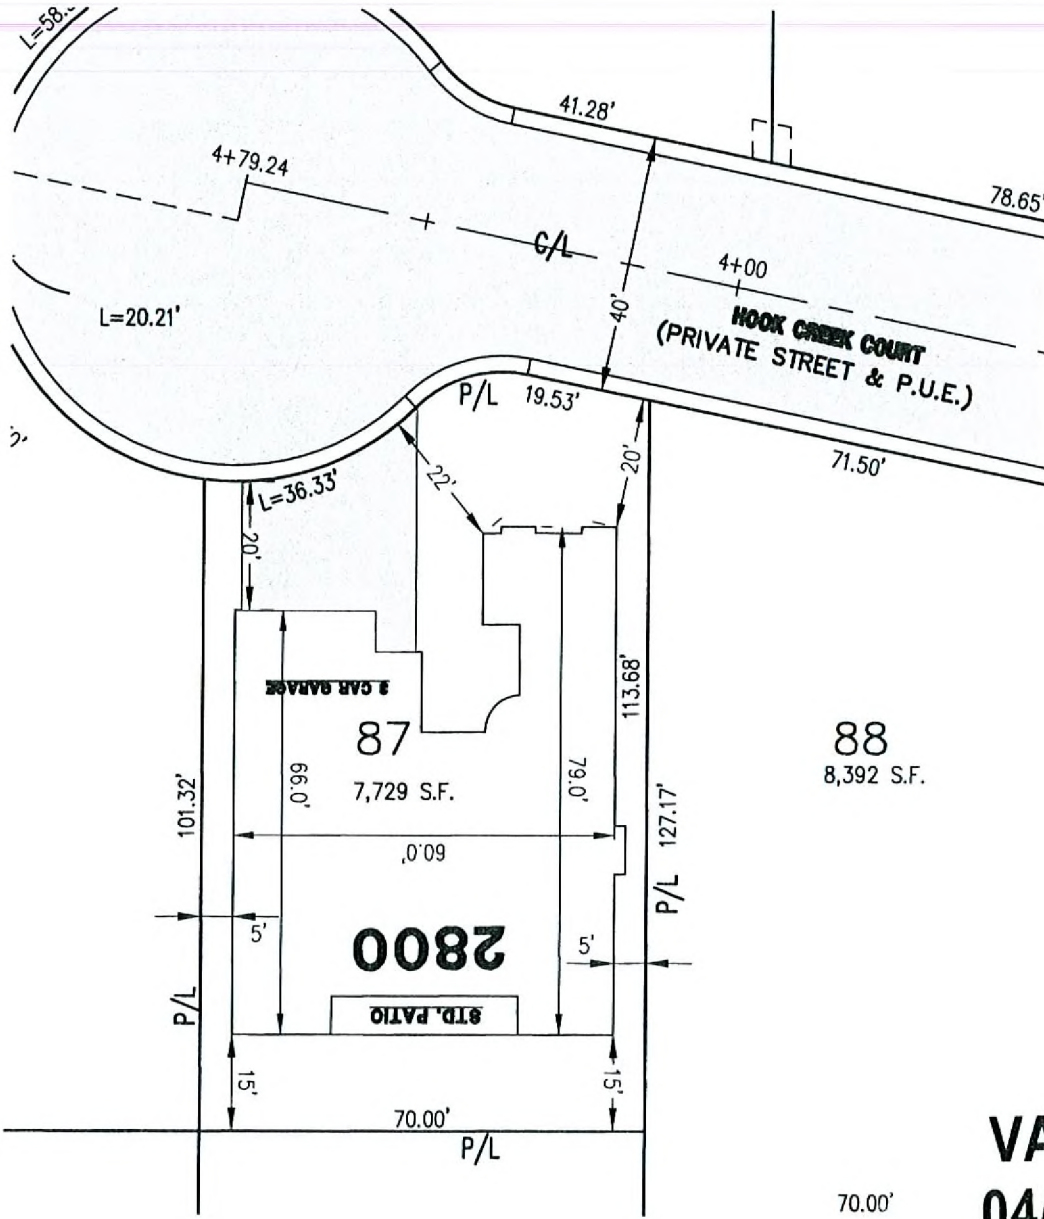 41.28'
4+79.24
78.65'
C/L
4+00
L=20.21'
40'
HOOK CREEK COURT
(PRIVATE STREET & P.U.E.)
P/L
19.53'
71.50'
22'
20'
L=36.33'
20'
3 CAR GARAGE
113.68'
87
7,729 S.F.
88
8,392 S.F.
66.0'
79.0'
101.32'
P/L 127.17'
60.0'
5'
2800
5'
P/L
STD. PATIO
15'
15'
70.00'
P/L
70.00'